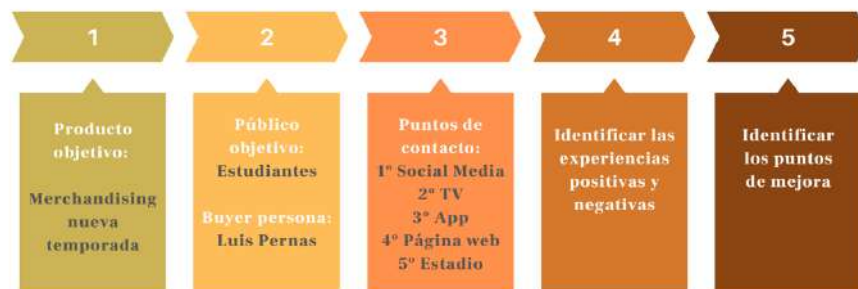 1
Producto
objetivo:
Merchandising
nueva
temporada
2
Público
objetivo:
Estudiantes
Buyer persona:
Luis Pernas
3
Puntos de
contacto:
1º Social Media
2º TV
3º App
4º Página web
5º Estadio
4
Identificar las
experiencias
positivas y
negativas
5
Identificar
los puntos
de mejora